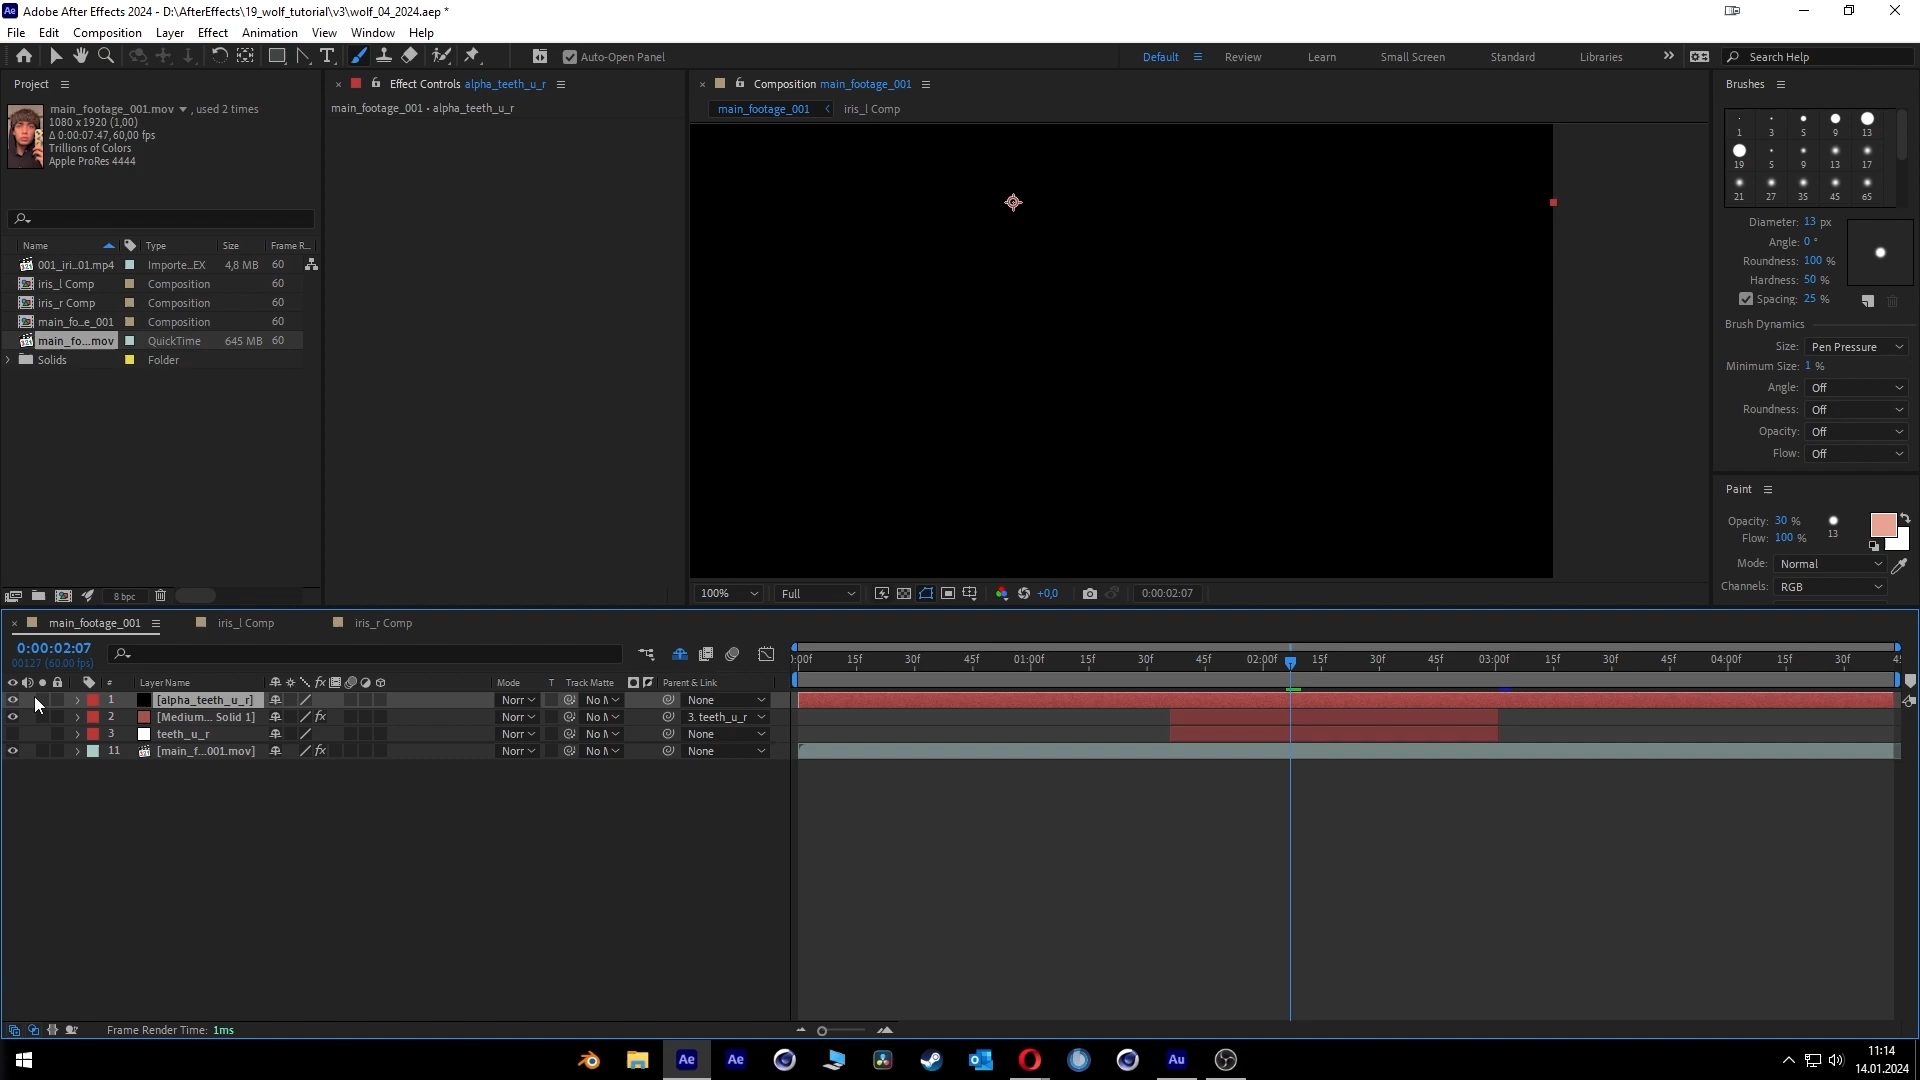 Adobe After Effects 2024 - D:\AfterEffects\19_wolf_tutorial\v3\wolf_04_2024.aep *
File Edit Composition Layer Effect Animation View Window Help
Auto-Open Panel
Default Review Learn Small Screen Standard Libraries Search Help
Project
main_footage_001.mov , used 2 times
1080 x 1920 (1,00)
Δ 0:00:07:47, 60,00 fps
Trillions of Colors
Apple ProRes 4444
Name Type Size Frame R...
001_iri...01.mp4 Importe...EX 4,8 MB 60
iris_l Comp Composition 60
iris_r Comp Composition 60
main_fo...e_001 Composition 60
main_fo...mov QuickTime 645 MB 60
Solids Folder
8 bpc
Effect Controls alpha_teeth_u_r
main_footage_001 • alpha_teeth_u_r
Composition main_footage_001
main_footage_001 iris_l Comp
100% Full +0,0 0:00:02:07
Brushes
1 3 5 9 13
19 5 9 13 17
21 27 35 45 65
Diameter: 13 px
Angle: 0 °
Roundness: 100 %
Hardness: 50 %
Spacing: 25 %
Brush Dynamics
Size: Pen Pressure
Minimum Size: 1 %
Angle: Off
Roundness: Off
Opacity: Off
Flow: Off
Paint
Opacity: 30 %
Flow: 100 %
13
Mode: Normal
Channels: RGB
main_footage_001 iris_l Comp iris_r Comp
0:00:02:07
00127 (60.00 fps)
):00f 15f 30f 45f 01:00f 15f 30f 45f 02:00f 15f 30f 45f 03:00f 15f 30f 4
# Layer Name fx Mode T Track Matte Parent & Link
1 [alpha_teeth_u_r] Norr No N None
2 [Medium... Solid 1] fx Norr No N 3. teeth_u_r
3 teeth_u_r Norr No N None
11 [main_f...001.mov] fx Norr No N None
Frame Render Time: 1ms
Ae Ae Au
11:14
14.01.2024